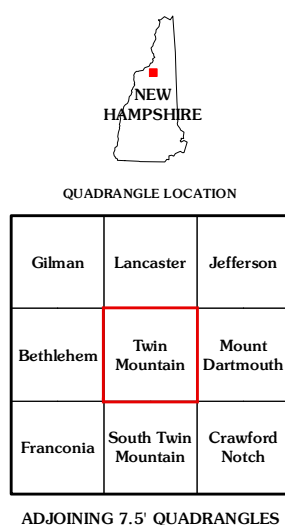 NEW
HAMPSHIRE
QUADRANGLE LOCATION
Gilman
Lancaster
Jefferson
Bethlehem
Twin
Mountain
Mount
Dartmouth
Franconia
South Twin
Mountain
Crawford
Notch
ADJOINING 7.5' QUADRANGLES